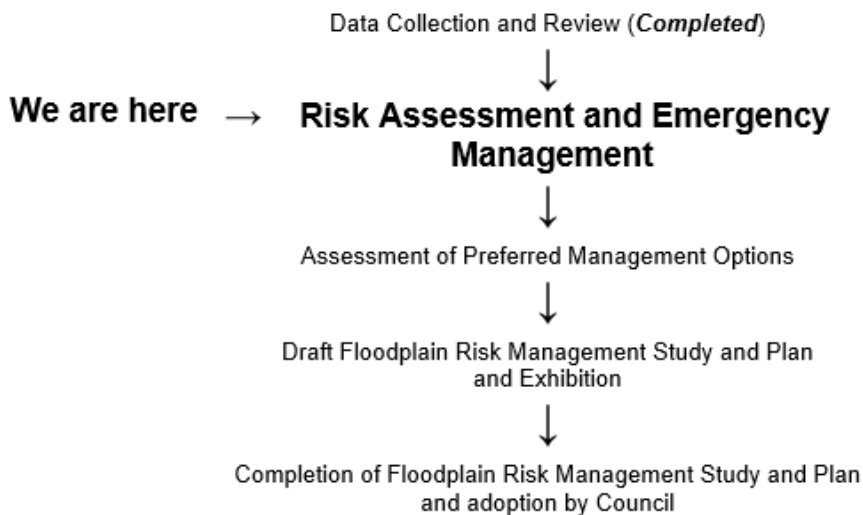 Data Collection and Review (Completed)
↓
We are here → Risk Assessment and Emergency
Management
↓
Assessment of Preferred Management Options
↓
Draft Floodplain Risk Management Study and Plan
and Exhibition
↓
Completion of Floodplain Risk Management Study and Plan
and adoption by Council